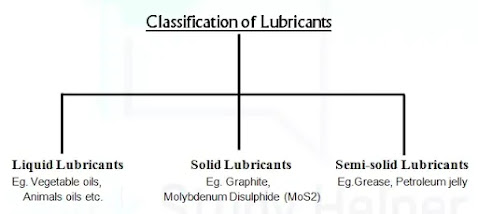 Classification of Lubricants
Liquid Lubricants
Eg. Vegetable oils,
Animals oils etc.
Solid Lubricants
Eg. Graphite,
Molybdenum Disulphide (MoS2)
Semi-solid Lubricants
Eg.Grease, Petroleum jelly